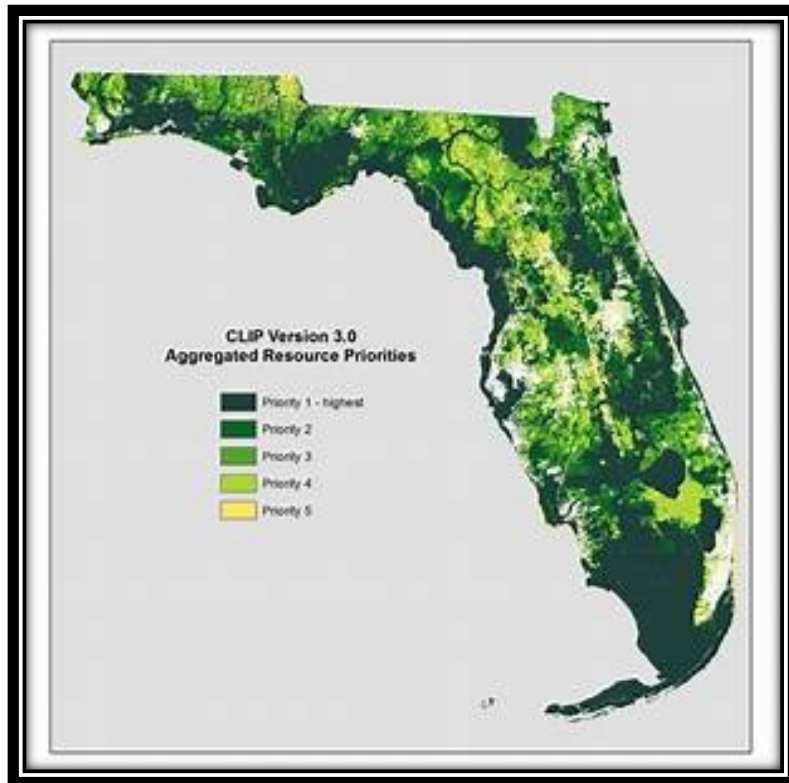 CLIP Version 3.0
Aggregated Resource Priorities
Priority 1 - highest
Priority 2
Priority 3
Priority 4
Priority 5